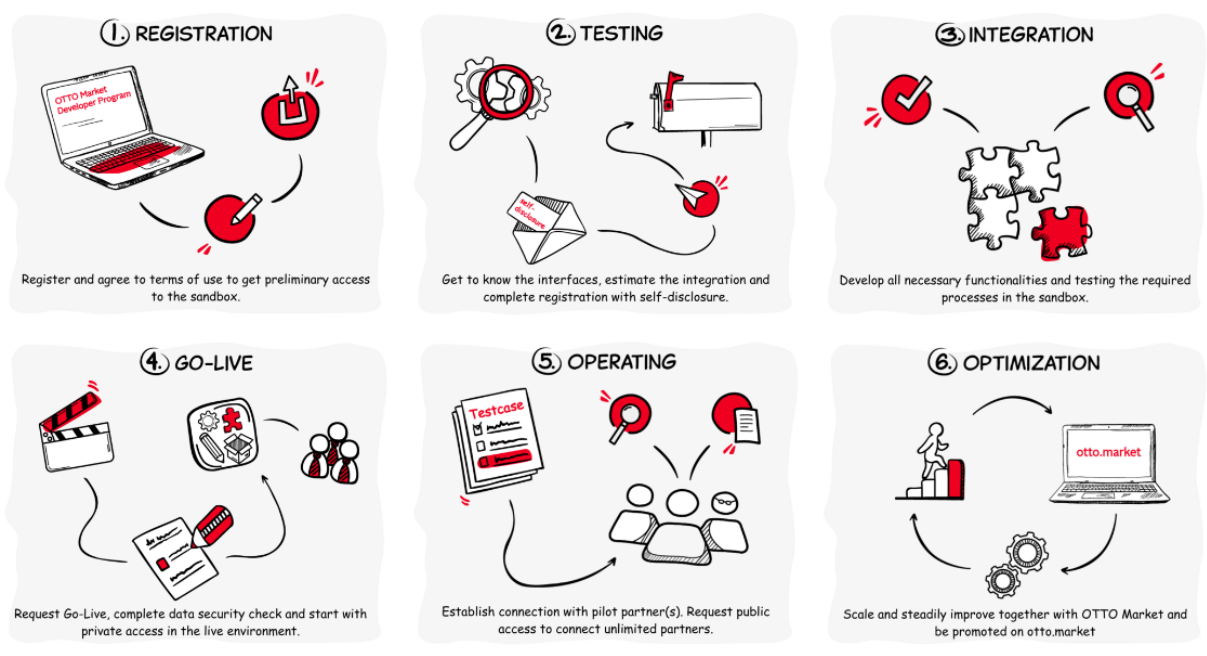 1. REGISTRATION
OTTO Market
Developer Program
Register and agree to terms of use to get preliminary access
to the sandbox.
2. TESTING
self-
disclosure
Get to know the interfaces, estimate the integration and
complete registration with self-disclosure.
3. INTEGRATION
Develop all necessary functionalities and testing the required
processes in the sandbox.
4. GO-LIVE
Request Go-Live, complete data security check and start with
private access in the live environment.
5. OPERATING
Testcase
Establish connection with pilot partner(s). Request public
access to connect unlimited partners.
6. OPTIMIZATION
otto.market
Scale and steadily improve together with OTTO Market and
be promoted on otto.market